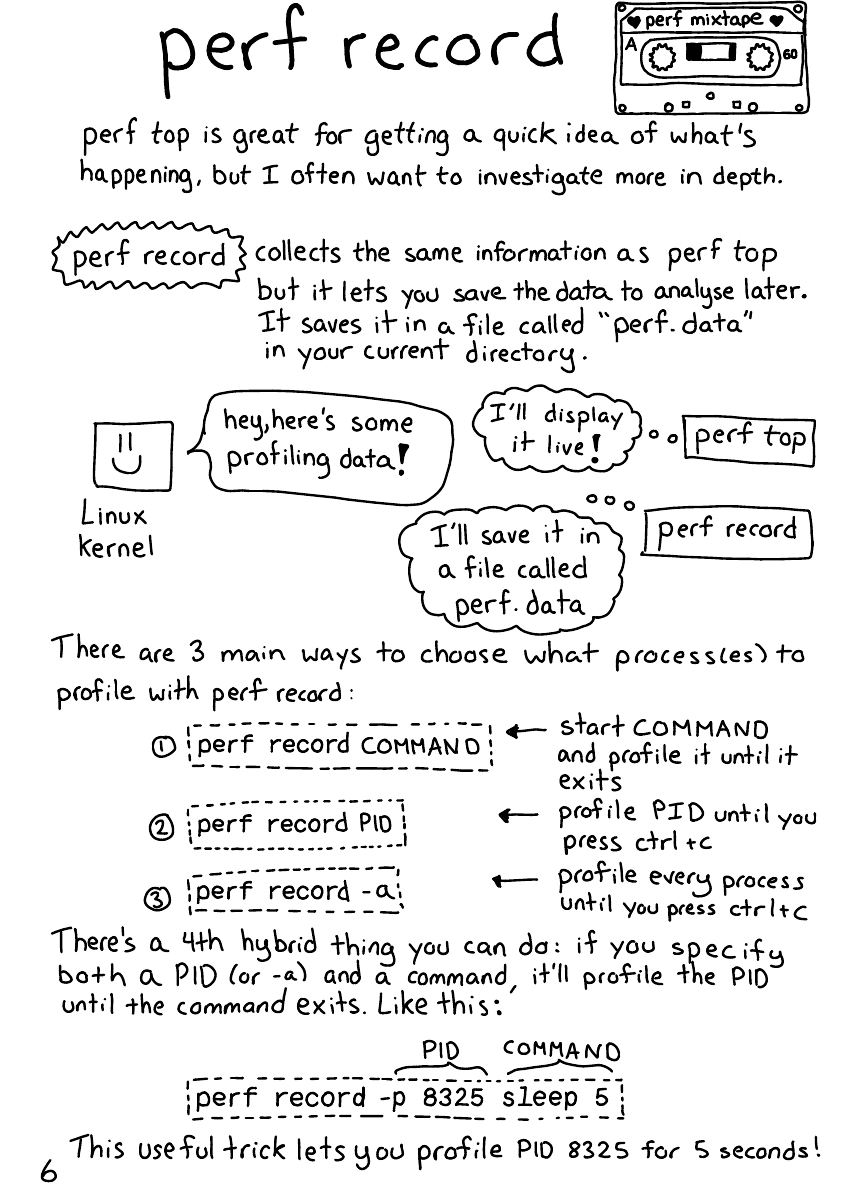 perf record
♥ perf mixtape ♥
A
60
perf top is great for getting a quick idea of what's
happening, but I often want to investigate more in depth.
perf record collects the same information as perf top
but it lets you save the data to analyse later.
It saves it in a file called "perf.data"
in your current directory.
hey, here's some
profiling data!
Linux
kernel
I'll display
it live!
perf top
I'll save it in
a file called
perf.data
perf record
There are 3 main ways to choose what process(es) to
profile with perf record:
① perf record COMMAND ← start COMMAND
and profile it until it
exits
② perf record PID ← profile PID until you
press ctrl+c
③ perf record -a ← profile every process
until you press ctrl+c
There's a 4th hybrid thing you can do: if you specify
both a PID (or -a) and a command, it'll profile the PID
until the command exits. Like this:
PID COMMAND
perf record -p 8325 sleep 5
This useful trick lets you profile PID 8325 for 5 seconds!
6